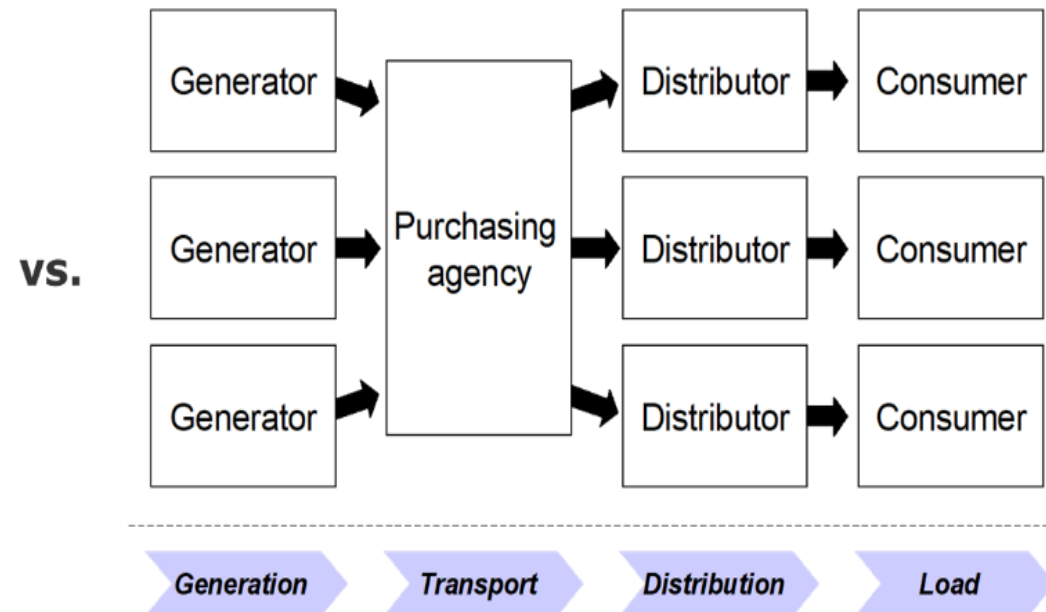 Generator
Distributor
Consumer
vs.
Generator
Purchasing
agency
Distributor
Consumer
Generator
Distributor
Consumer
Generation
Transport
Distribution
Load